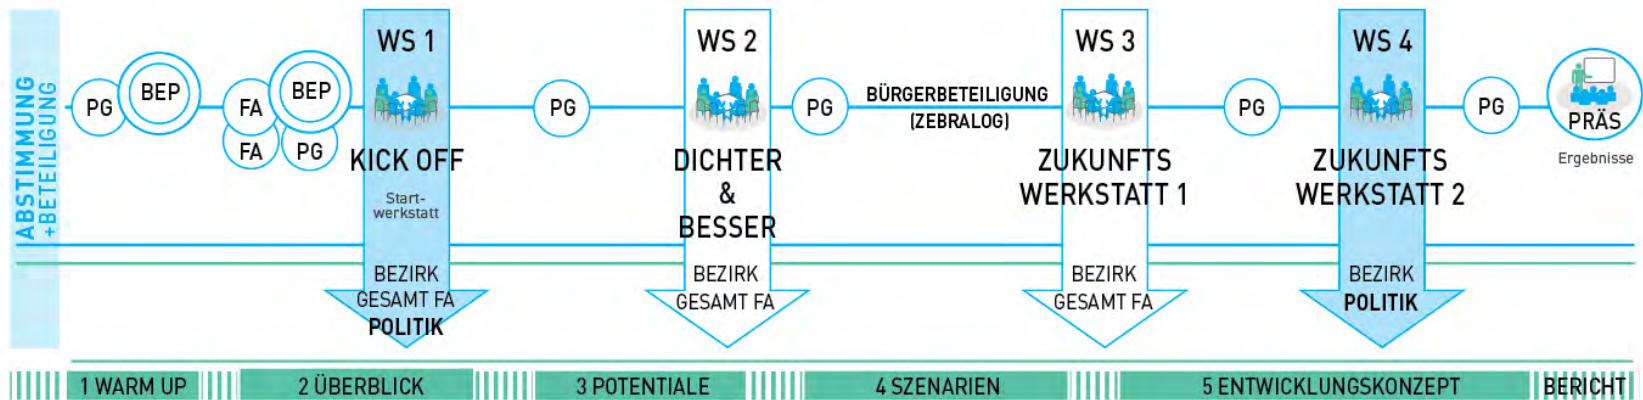 ABSTIMMUNG
+BETEILIGUNG
PG
BEP
FA
BEP
FA
PG
WS 1
KICK OFF
Start-
werkstatt
BEZIRK
GESAMT FA
POLITIK
PG
WS 2
DICHTER
&
BESSER
BEZIRK
GESAMT FA
PG
BÜRGERBETEILIGUNG
(ZEBRALOG)
WS 3
ZUKUNFTS
WERKSTATT 1
BEZIRK
GESAMT FA
PG
WS 4
ZUKUNFTS
WERKSTATT 2
BEZIRK
POLITIK
PG
PRÄS
Ergebnisse
1 WARM UP
2 ÜBERBLICK
3 POTENTIALE
4 SZENARIEN
5 ENTWICKLUNGSKONZEPT
BERICHT